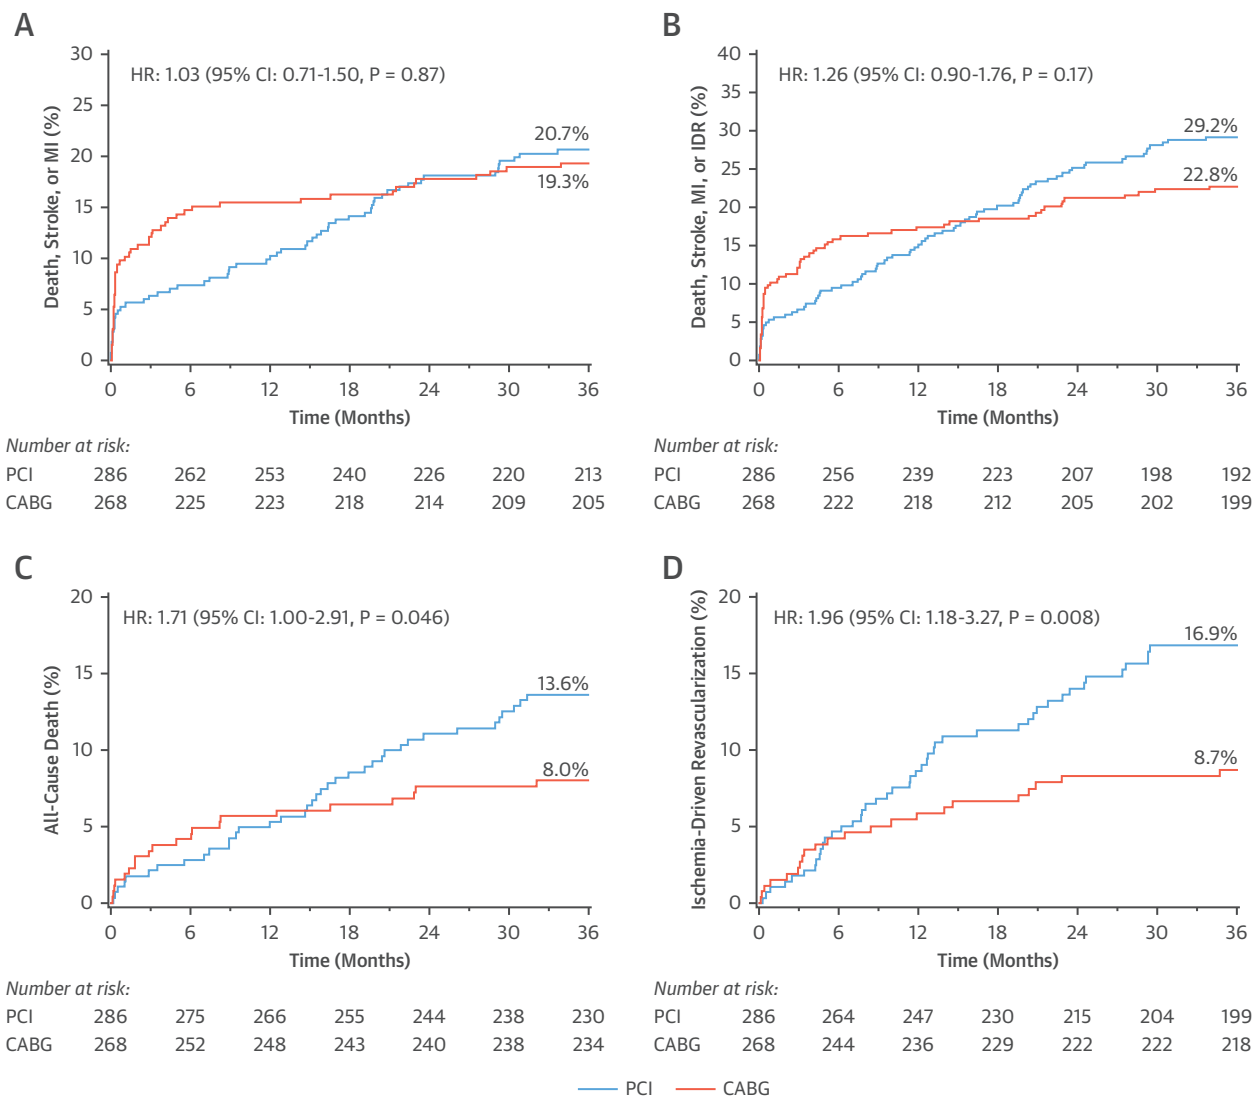 A
Death, Stroke, or MI (%)
30
25
20
15
10
5
0
HR: 1.03 (95% CI: 0.71-1.50, P = 0.87)
20.7%
19.3%
0 6 12 18 24 30 36
Time (Months)
Number at risk:
PCI 286 262 253 240 226 220 213
CABG 268 225 223 218 214 209 205
B
Death, Stroke, MI, or IDR (%)
40
35
30
25
20
15
10
5
0
HR: 1.26 (95% CI: 0.90-1.76, P = 0.17)
29.2%
22.8%
0 6 12 18 24 30 36
Time (Months)
Number at risk:
PCI 286 256 239 223 207 198 192
CABG 268 222 218 212 205 202 199
C
All-Cause Death (%)
20
15
10
5
0
HR: 1.71 (95% CI: 1.00-2.91, P = 0.046)
13.6%
8.0%
0 6 12 18 24 30 36
Time (Months)
Number at risk:
PCI 286 275 266 255 244 238 230
CABG 268 252 248 243 240 238 234
D
Ischemia-Driven Revascularization (%)
20
15
10
5
0
HR: 1.96 (95% CI: 1.18-3.27, P = 0.008)
16.9%
8.7%
0 6 12 18 24 30 36
Time (Months)
Number at risk:
PCI 286 264 247 230 215 204 199
CABG 268 244 236 229 222 222 218
PCI CABG